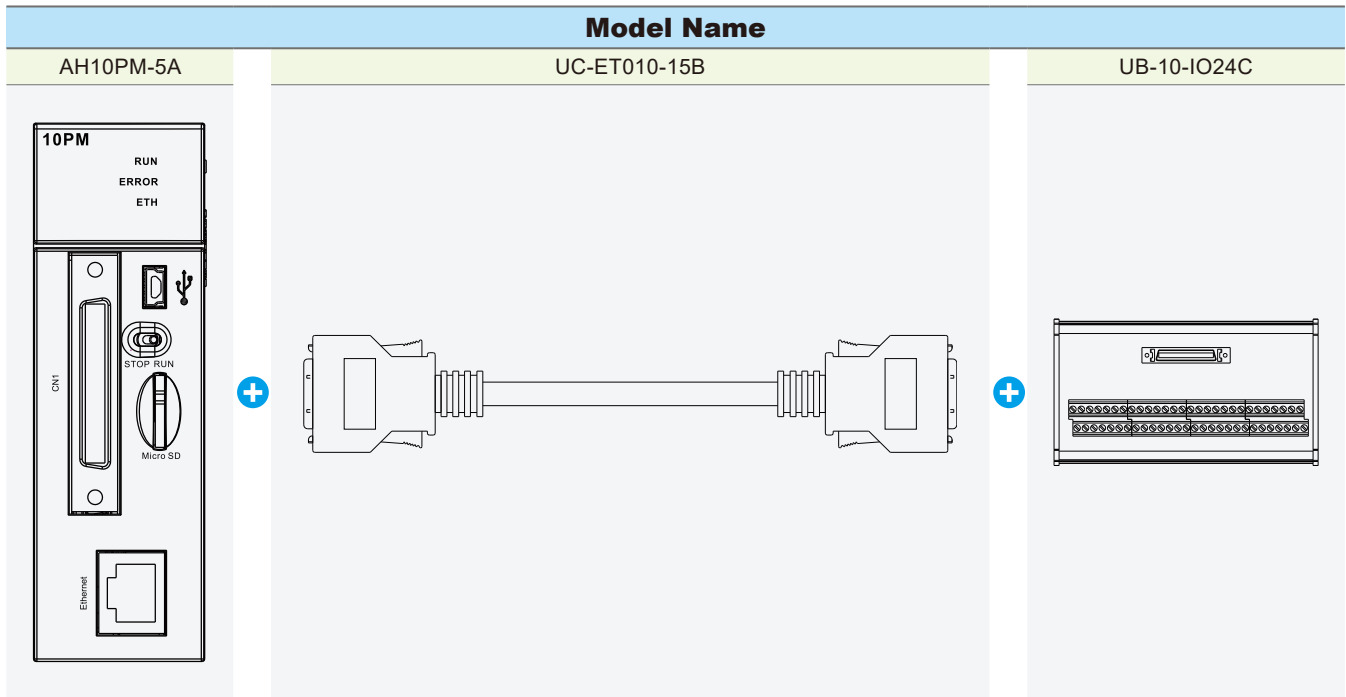 Model Name
AH10PM-5A
UC-ET010-15B
UB-10-IO24C
10PM
RUN
ERROR
ETH
STOP RUN
CN1
Micro SD
Ethernet